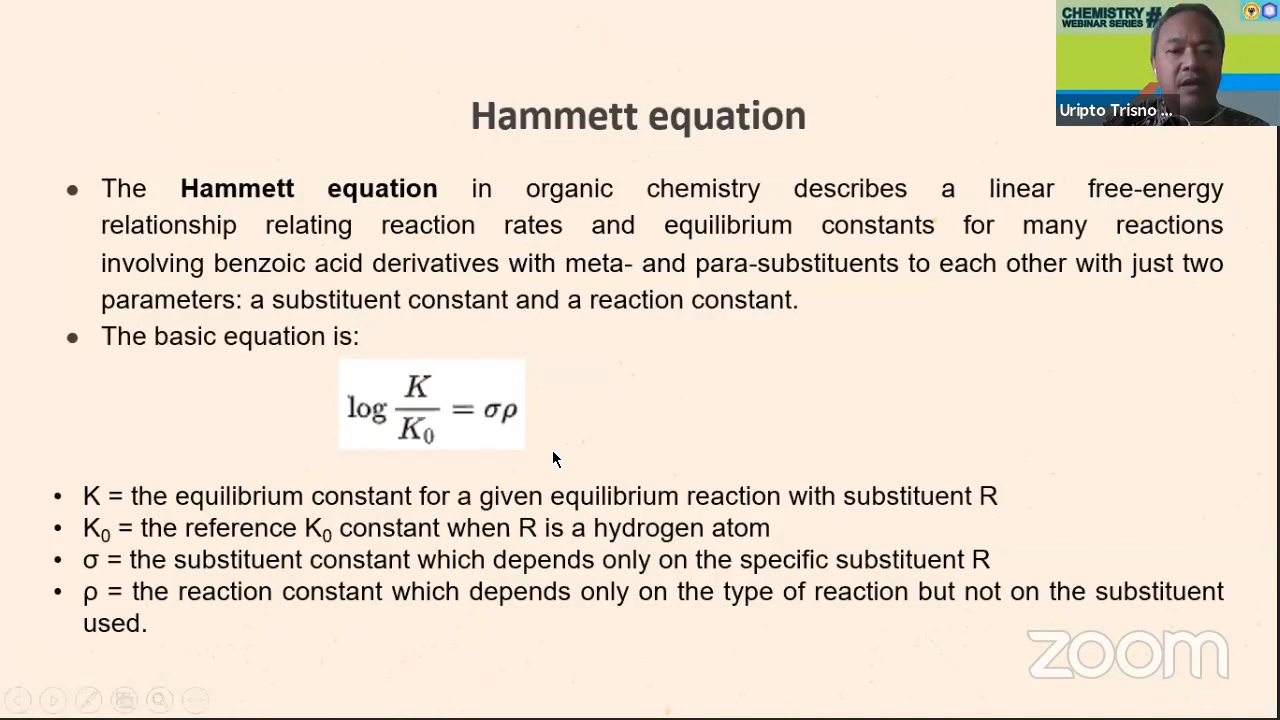 CHEMISTRY #
WEBINAR SERIES
Uripto Trisno ...
Hammett equation
● The Hammett equation in organic chemistry describes a linear free-energy
relationship relating reaction rates and equilibrium constants for many reactions
involving benzoic acid derivatives with meta- and para-substituents to each other with just two
parameters: a substituent constant and a reaction constant.
● The basic equation is:
log K/K₀ = σρ
• K = the equilibrium constant for a given equilibrium reaction with substituent R
• K₀ = the reference K₀ constant when R is a hydrogen atom
• σ = the substituent constant which depends only on the specific substituent R
• ρ = the reaction constant which depends only on the type of reaction but not on the substituent
used.
zoom